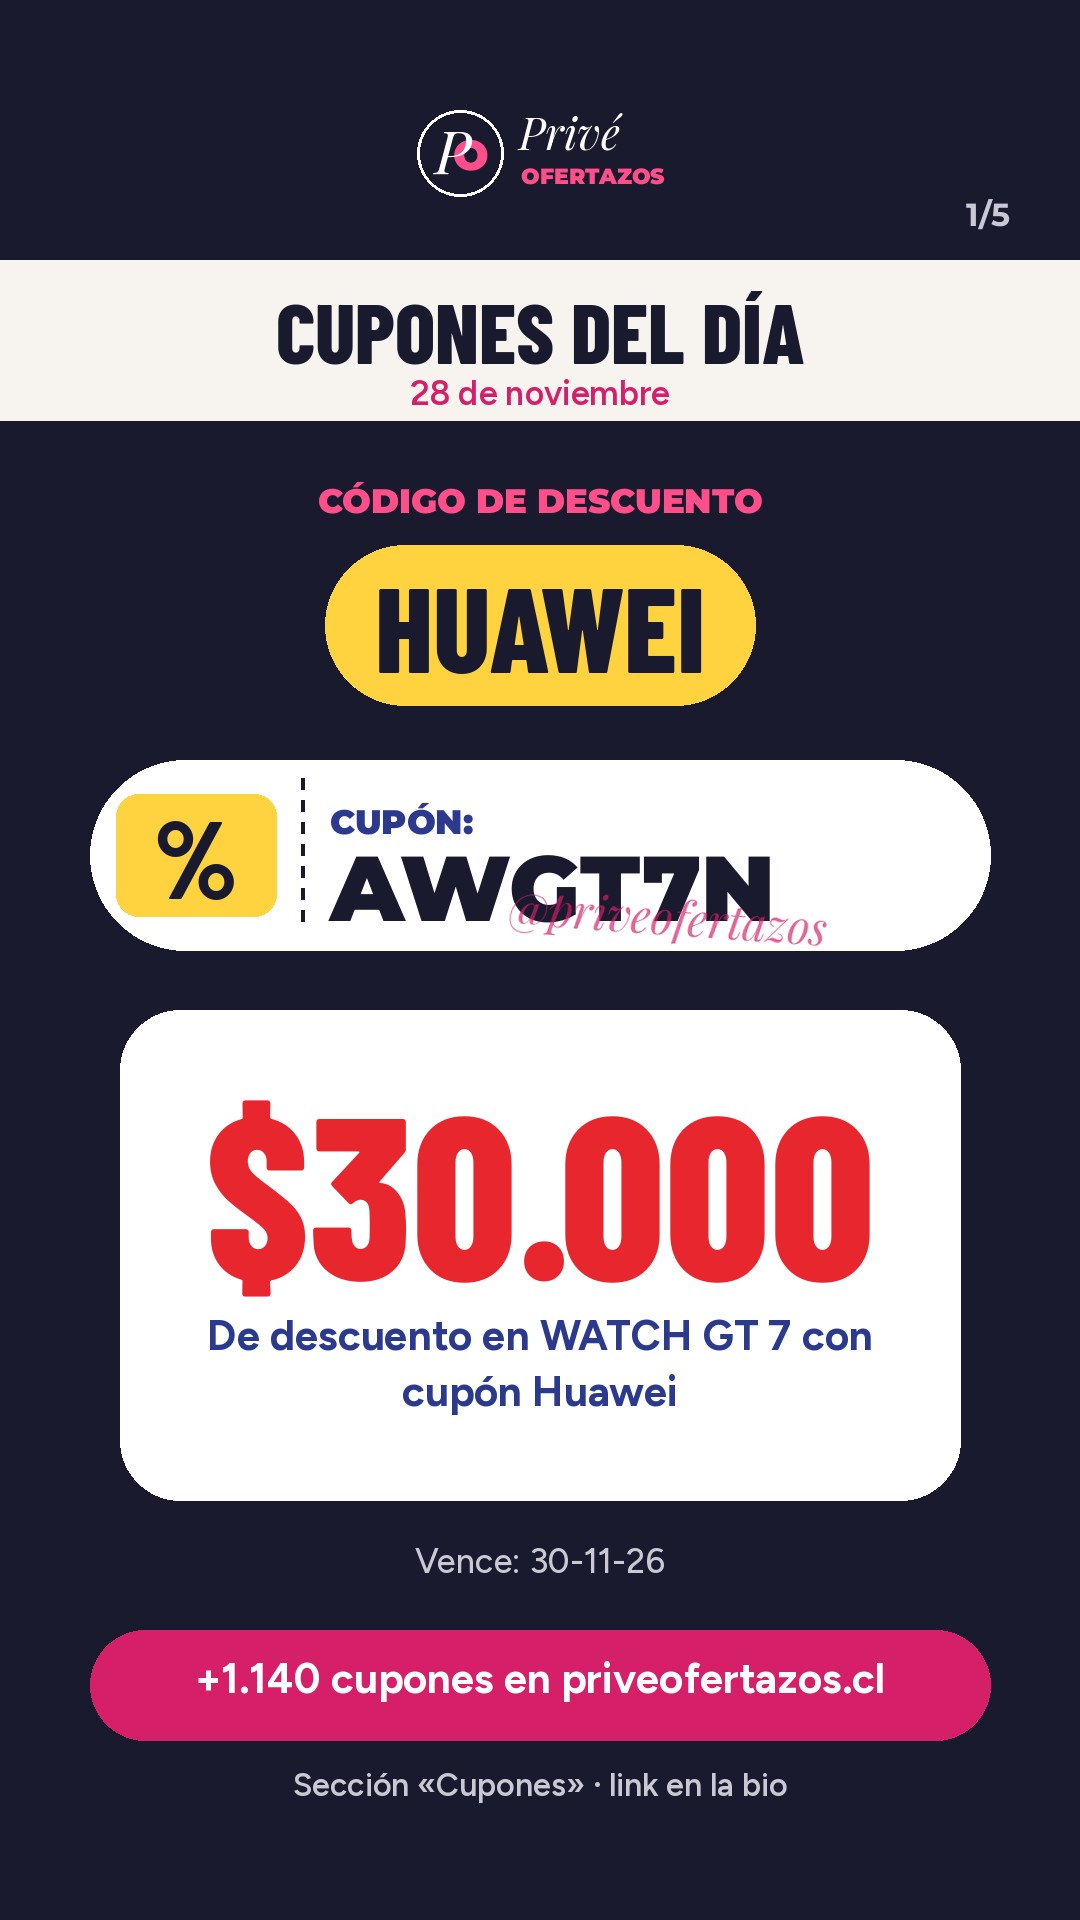 Po Privé
OFERTAZOS
1/5
CUPONES DEL DÍA
28 de noviembre
CÓDIGO DE DESCUENTO
HUAWEI
%
CUPÓN:
AWGT7N
@priveofertazos
$30.000
De descuento en WATCH GT 7 con
cupón Huawei
Vence: 30-11-26
+1.140 cupones en priveofertazos.cl
Sección «Cupones» · link en la bio